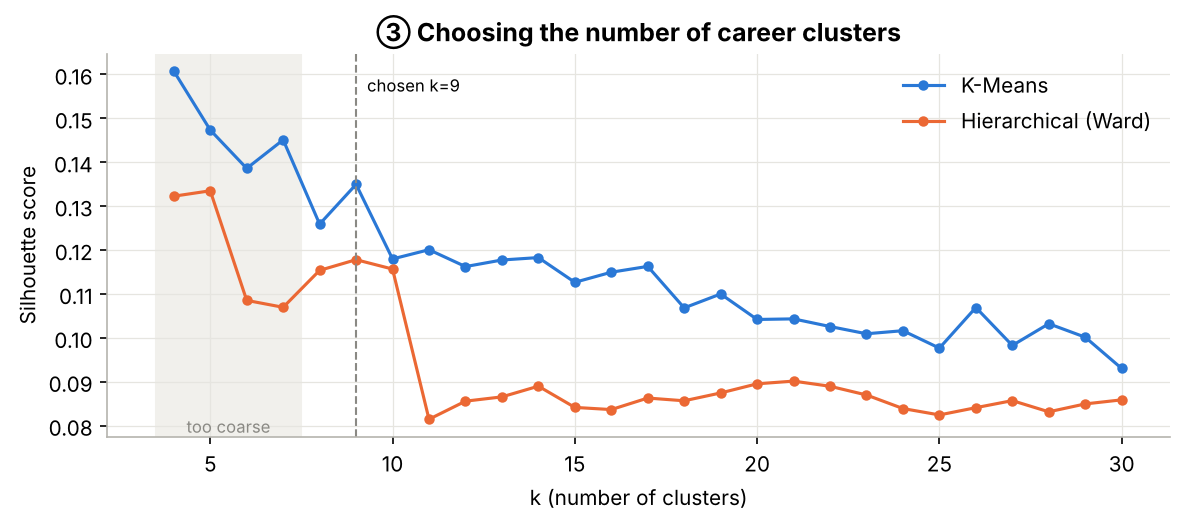 ③ Choosing the number of career clusters
Silhouette score
0.16
0.15
0.14
0.13
0.12
0.11
0.10
0.09
0.08
chosen k=9
K-Means
Hierarchical (Ward)
too coarse
5
10
15
20
25
30
k (number of clusters)